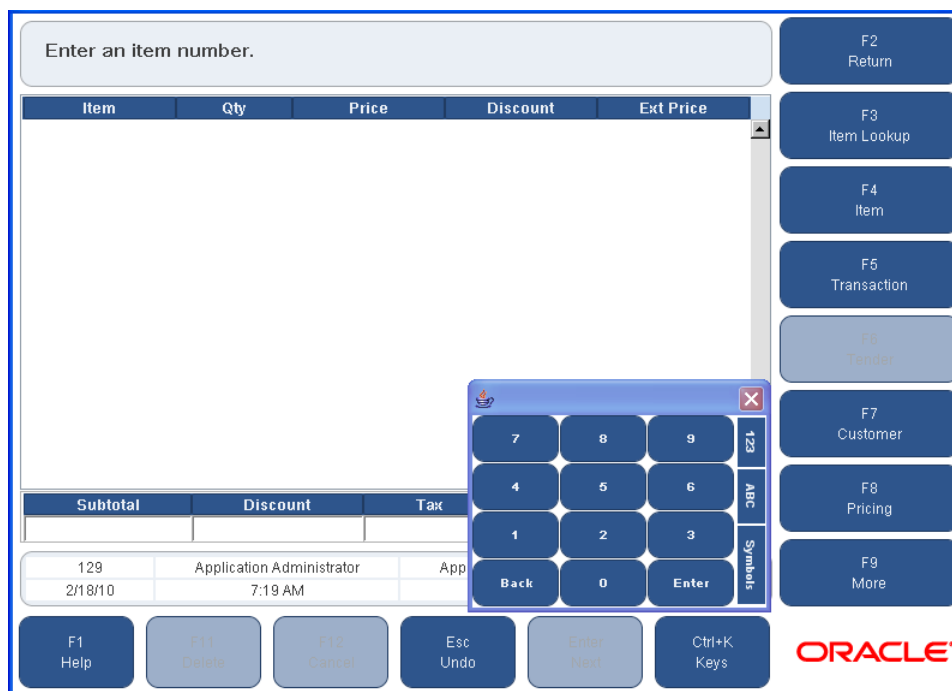 Enter an item number.
F2
Return
Item Qty Price Discount Ext Price
F3
Item Lookup
F4
Item
F5
Transaction
F6
Tender
7 8 9
123
F7
Customer
4 5 6
ABC
F8
Pricing
Subtotal Discount Tax
1 2 3
Symbols
129 Application Administrator App
Back 0 Enter
F9
More
2/18/10 7:19 AM
F1
Help
F11
Delete
F12
Cancel
Esc
Undo
Enter
Next
Ctrl+K
Keys
ORACLE